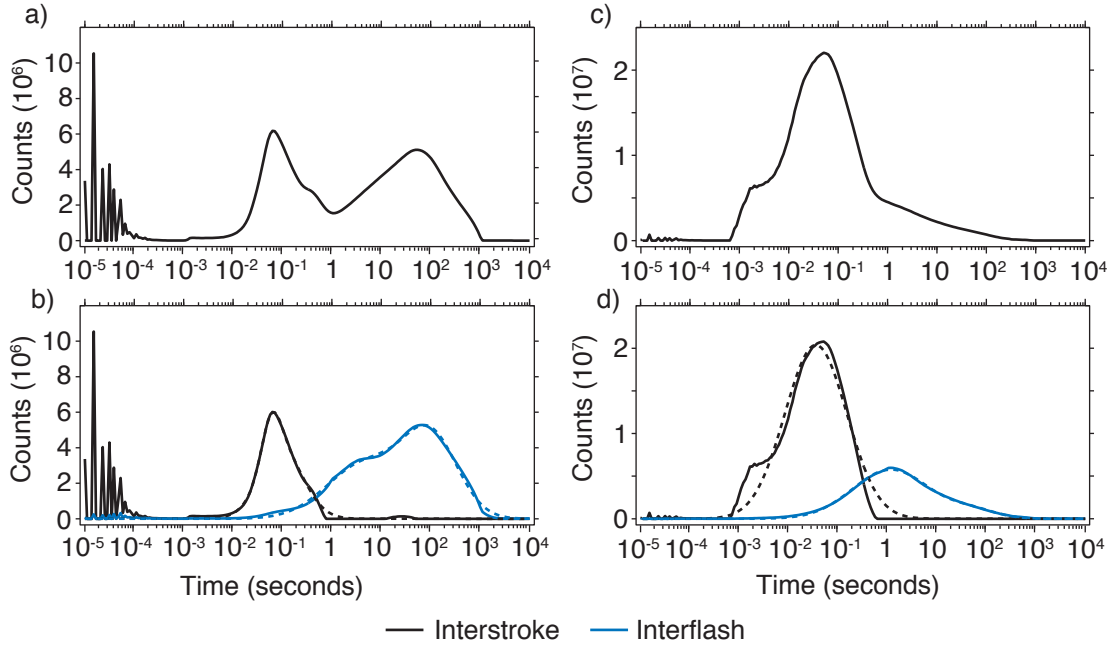 a)
Counts (10⁶)
10
8
6
4
2
0
10⁻⁵ 10⁻⁴ 10⁻³ 10⁻² 10⁻¹ 1 10 10² 10³ 10⁴
c)
Counts (10⁷)
2
1
0
10⁻⁵ 10⁻⁴ 10⁻³ 10⁻² 10⁻¹ 1 10 10² 10³ 10⁴
b)
Counts (10⁶)
10
8
6
4
2
0
10⁻⁵ 10⁻⁴ 10⁻³ 10⁻² 10⁻¹ 1 10 10² 10³ 10⁴
Time (seconds)
d)
Counts (10⁷)
2
1
0
10⁻⁵ 10⁻⁴ 10⁻³ 10⁻² 10⁻¹ 1 10 10² 10³ 10⁴
Time (seconds)
Interstroke Interflash